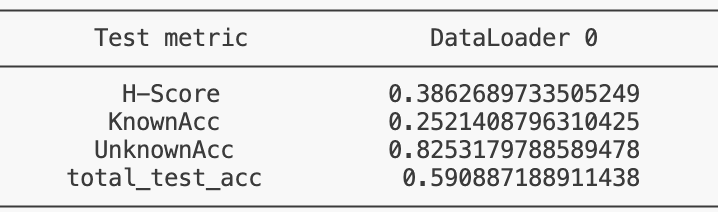 Test metric DataLoader 0
H-Score 0.3862689733505249
KnownAcc 0.2521408796310425
UnknownAcc 0.8253179788589478
total_test_acc 0.590887188911438